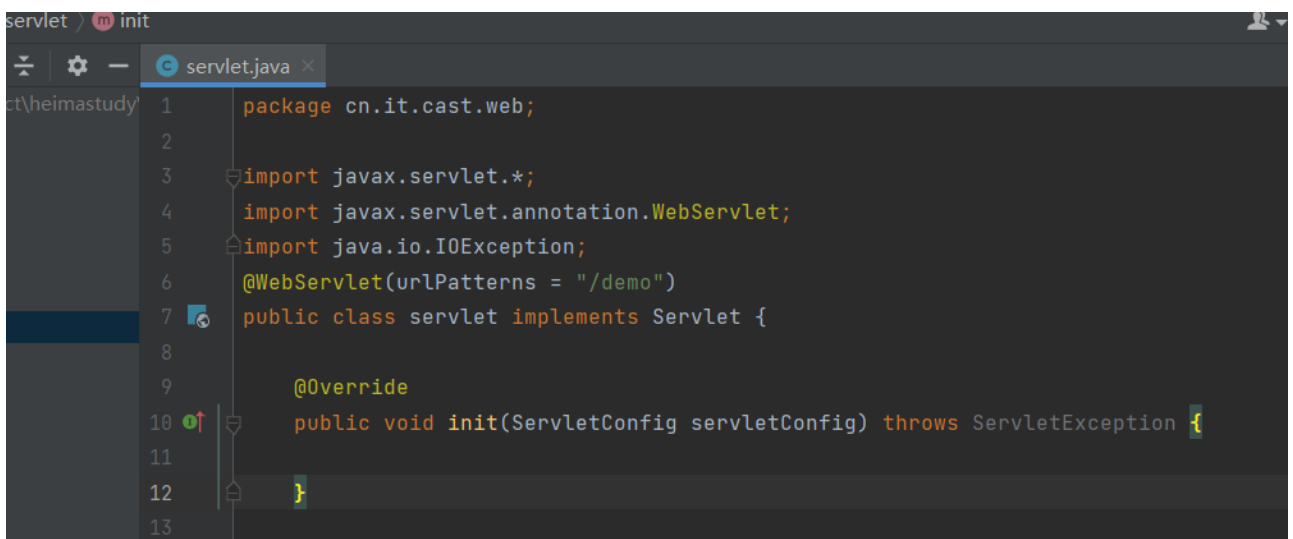 servlet 〉 m init
C servlet.java ×
ct\heimastudy\
1 package cn.it.cast.web;
2
3 import javax.servlet.*;
4 import javax.servlet.annotation.WebServlet;
5 import java.io.IOException;
6 @WebServlet(urlPatterns = "/demo")
7 public class servlet implements Servlet {
8
9 @Override
10 public void init(ServletConfig servletConfig) throws ServletException {
11
12 }
13